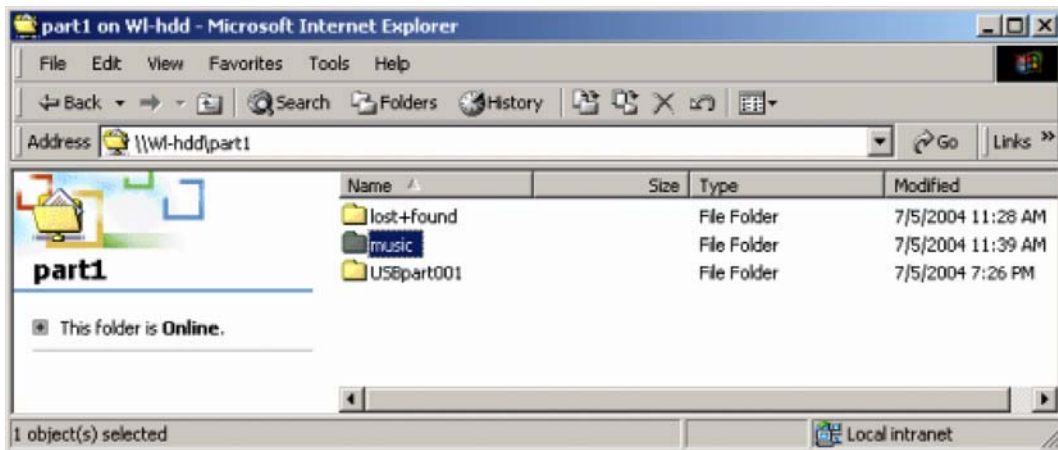 part1 on Wl-hdd - Microsoft Internet Explorer
File Edit View Favorites Tools Help
Back Search Folders History
Address \\Wl-hdd\part1 Go Links »
Name Size Type Modified
lost+found File Folder 7/5/2004 11:28 AM
music File Folder 7/5/2004 11:39 AM
USBpart001 File Folder 7/5/2004 7:26 PM
part1
This folder is Online.
1 object(s) selected Local intranet